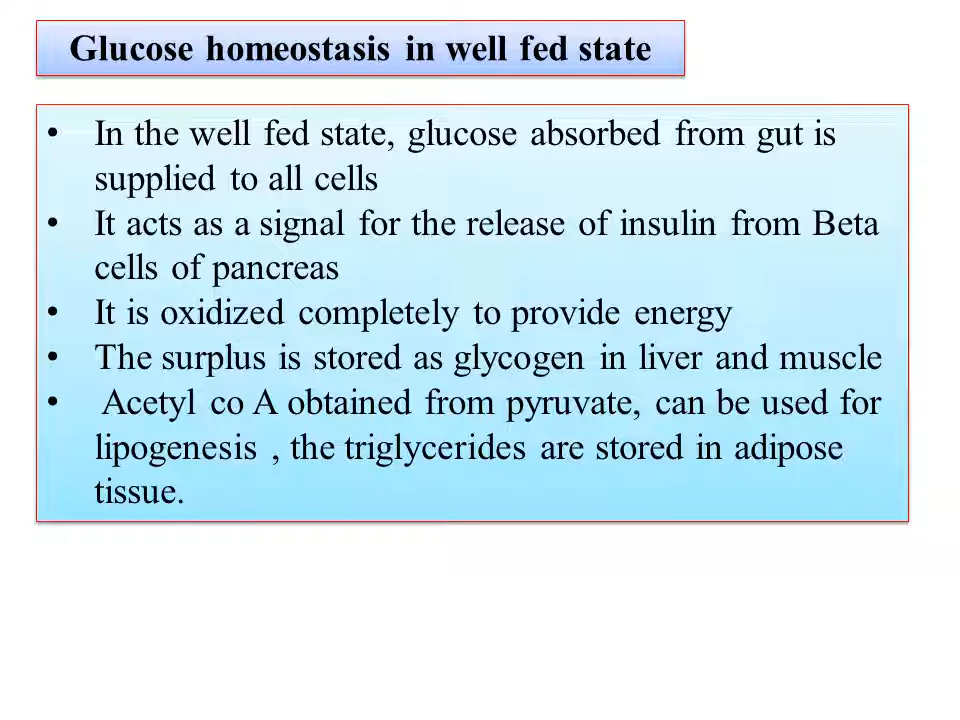 Glucose homeostasis in well fed state
• In the well fed state, glucose absorbed from gut is
supplied to all cells
• It acts as a signal for the release of insulin from Beta
cells of pancreas
• It is oxidized completely to provide energy
• The surplus is stored as glycogen in liver and muscle
• Acetyl co A obtained from pyruvate, can be used for
lipogenesis , the triglycerides are stored in adipose
tissue.